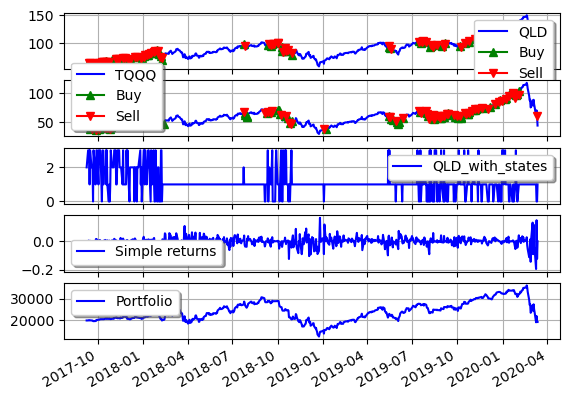 150
100
QLD
Buy
Sell
100
50
TQQQ
Buy
Sell
2
0
QLD_with_states
0.0
−0.2
Simple returns
30000
20000
Portfolio
2017-10
2018-01
2018-04
2018-07
2018-10
2019-01
2019-04
2019-07
2019-10
2020-01
2020-04